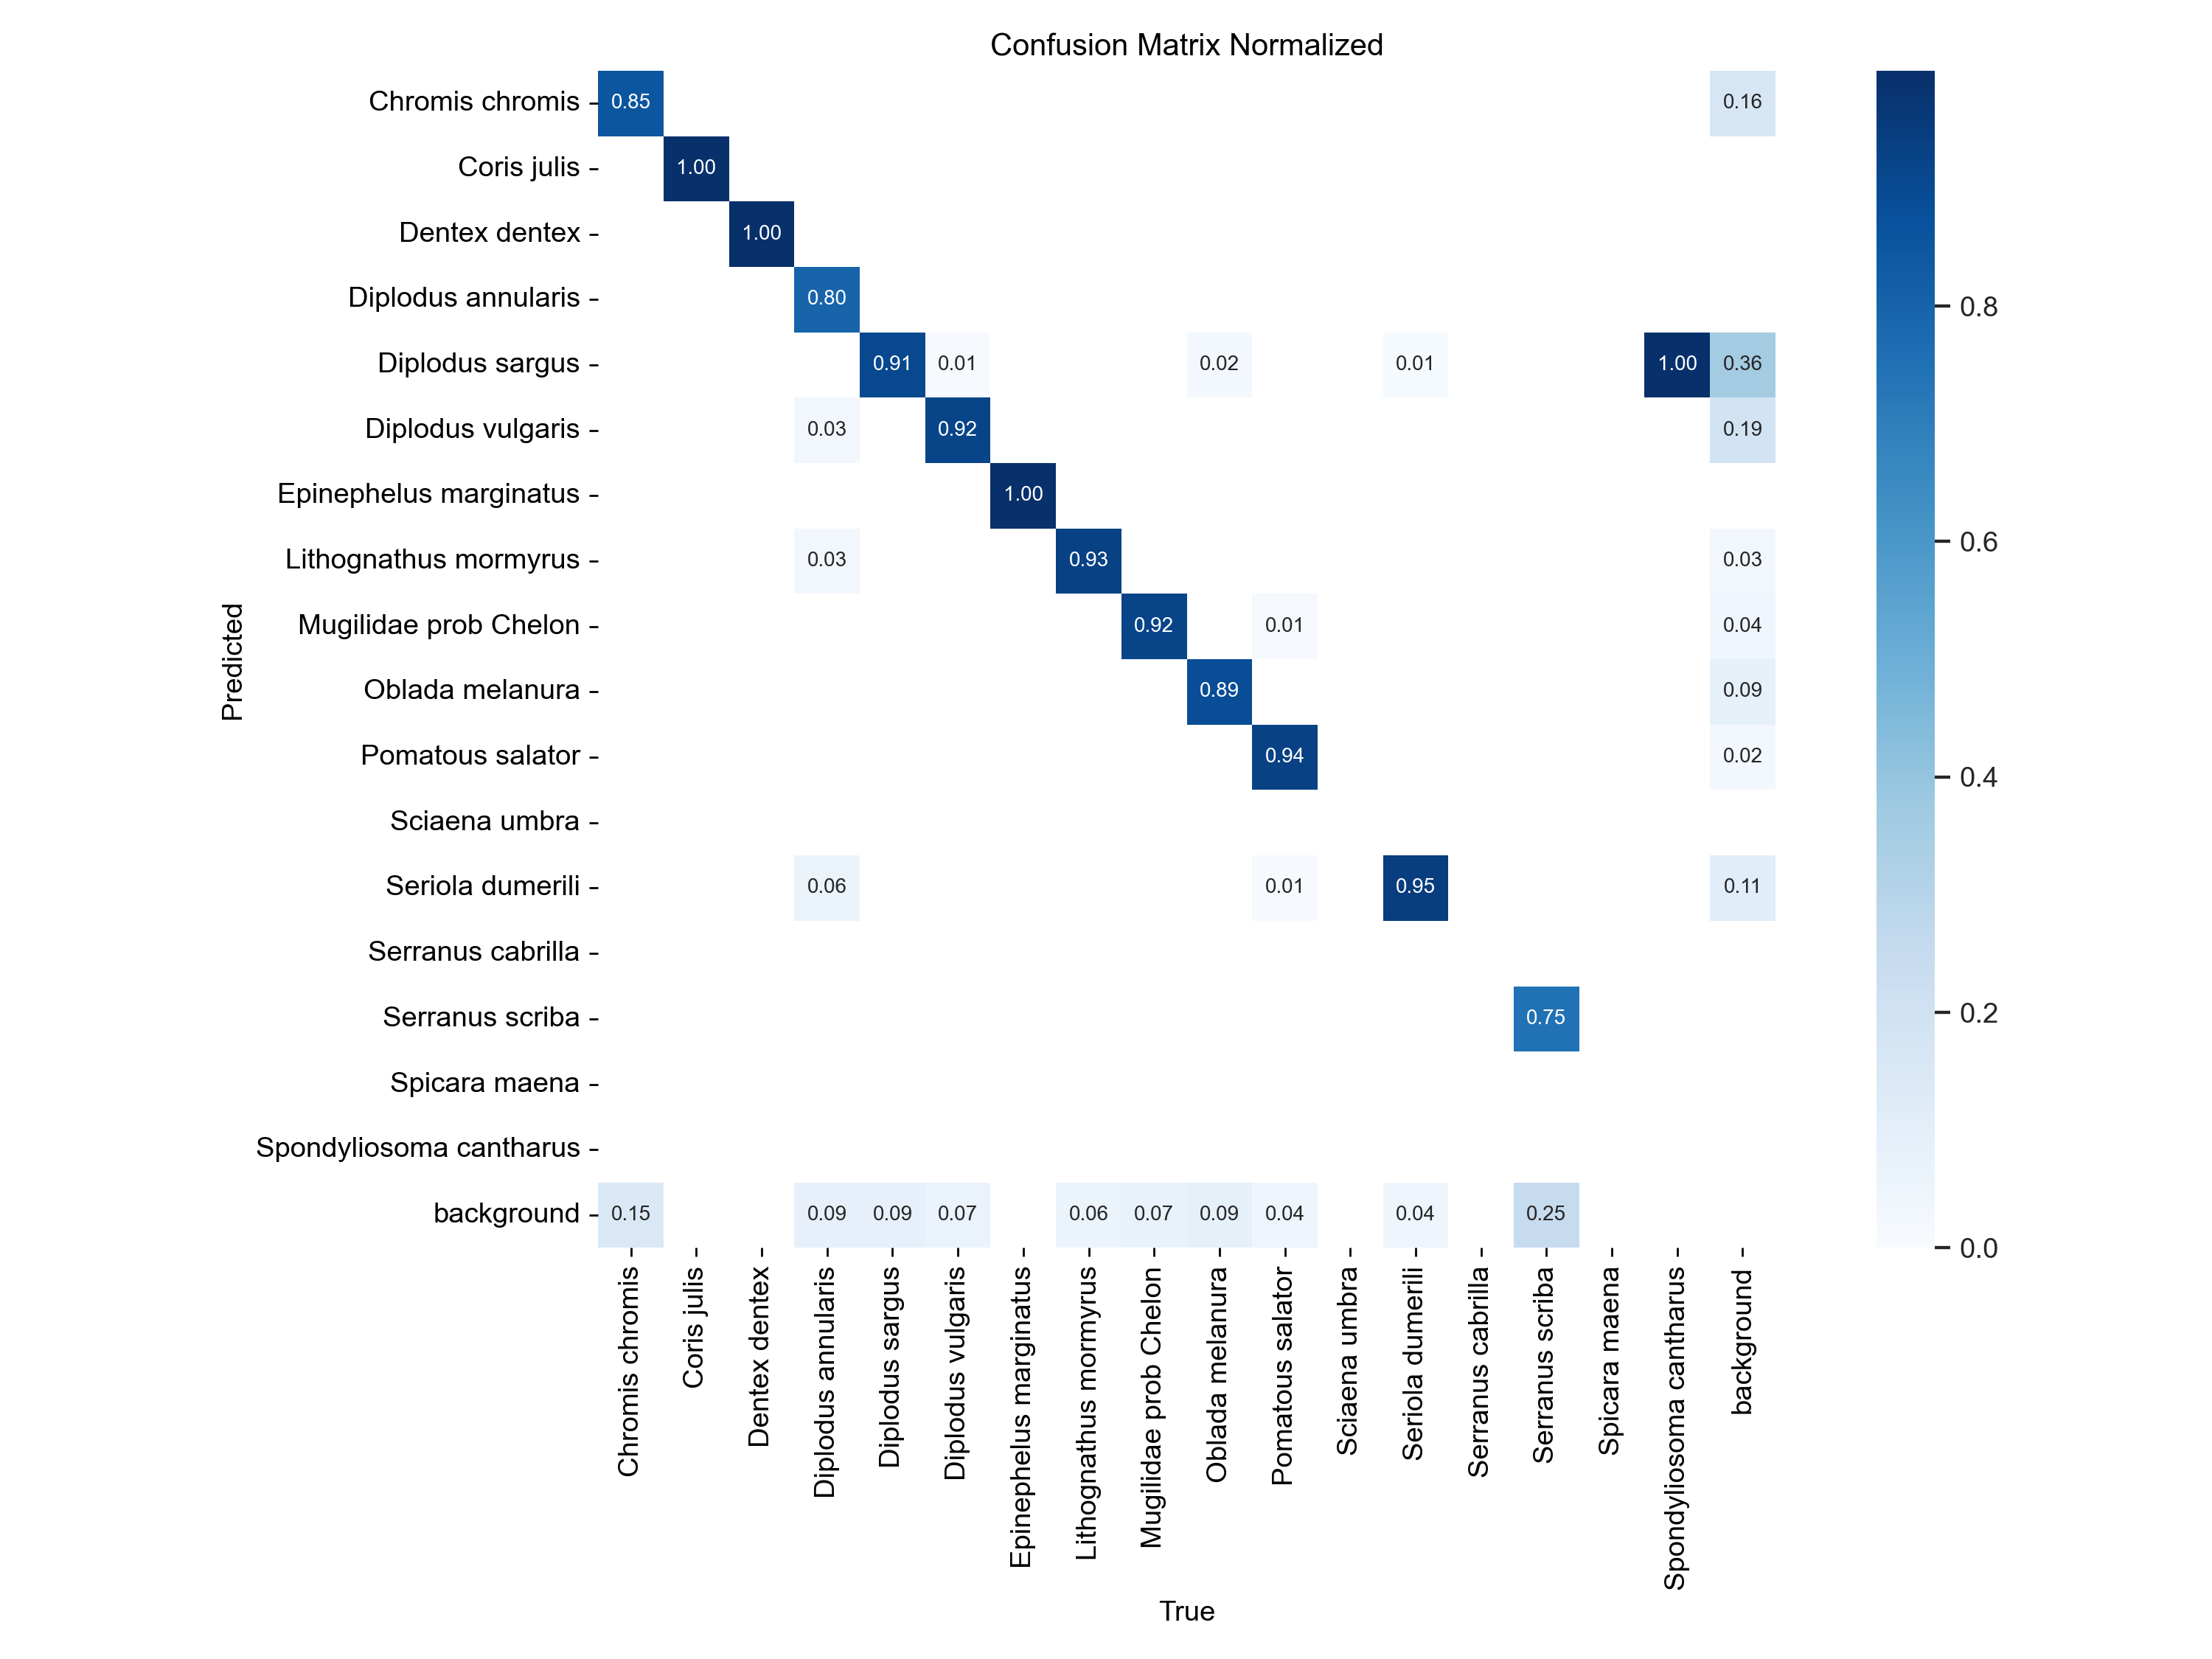 Confusion Matrix Normalized
Chromis chromis 0.85 0.16
Coris julis 1.00
Dentex dentex 1.00
Diplodus annularis 0.80
Diplodus sargus 0.91 0.01 0.02 0.01 1.00 0.36
Diplodus vulgaris 0.03 0.92 0.19
Epinephelus marginatus 1.00
Lithognathus mormyrus 0.03 0.93 0.03
Mugilidae prob Chelon 0.92 0.01 0.04
Oblada melanura 0.89 0.09
Pomatous salator 0.94 0.02
Sciaena umbra
Seriola dumerili 0.06 0.01 0.95 0.11
Serranus cabrilla
Serranus scriba 0.75
Spicara maena
Spondyliosoma cantharus
background 0.15 0.09 0.09 0.07 0.06 0.07 0.09 0.04 0.04 0.25
Predicted
Chromis chromis
Coris julis
Dentex dentex
Diplodus annularis
Diplodus sargus
Diplodus vulgaris
Epinephelus marginatus
Lithognathus mormyrus
Mugilidae prob Chelon
Oblada melanura
Pomatous salator
Sciaena umbra
Seriola dumerili
Serranus cabrilla
Serranus scriba
Spicara maena
Spondyliosoma cantharus
background
True
0.8
0.6
0.4
0.2
0.0